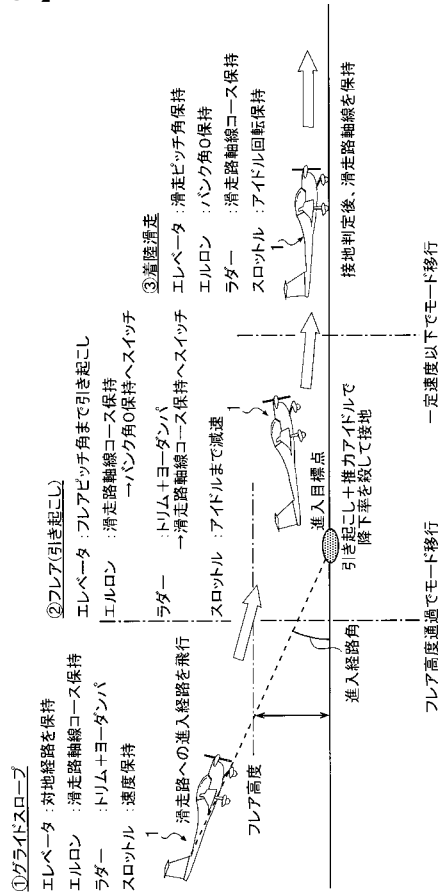 ①グライドスロープ
エレベータ:対地経路を保持
エルロン:滑走路軸線コース保持
ラダー:トリム+ヨーダンパ
スロットル:速度保持
1
滑走路への進入経路を飛行
フレア高度
進入経路角
フレア高度通過でモード移行
②フレア(引き起こし)
エレベータ:フレアピッチ角まで引き起こし
エルロン:滑走路軸線コース保持
→バンク角0保持へスイッチ
ラダー:トリム+ヨーダンパ
→滑走路軸線コース保持へスイッチ
スロットル:アイドルまで減速
1
進入目標点
引き起こし+推力アイドルで
降下率を殺して接地
一定速度以下でモード移行
③着陸滑走
エレベータ:滑走ピッチ角保持
エルロン:バンク角0保持
ラダー:滑走路軸線コース保持
スロットル:アイドル回転保持
1
接地判定後、滑走路軸線を保持